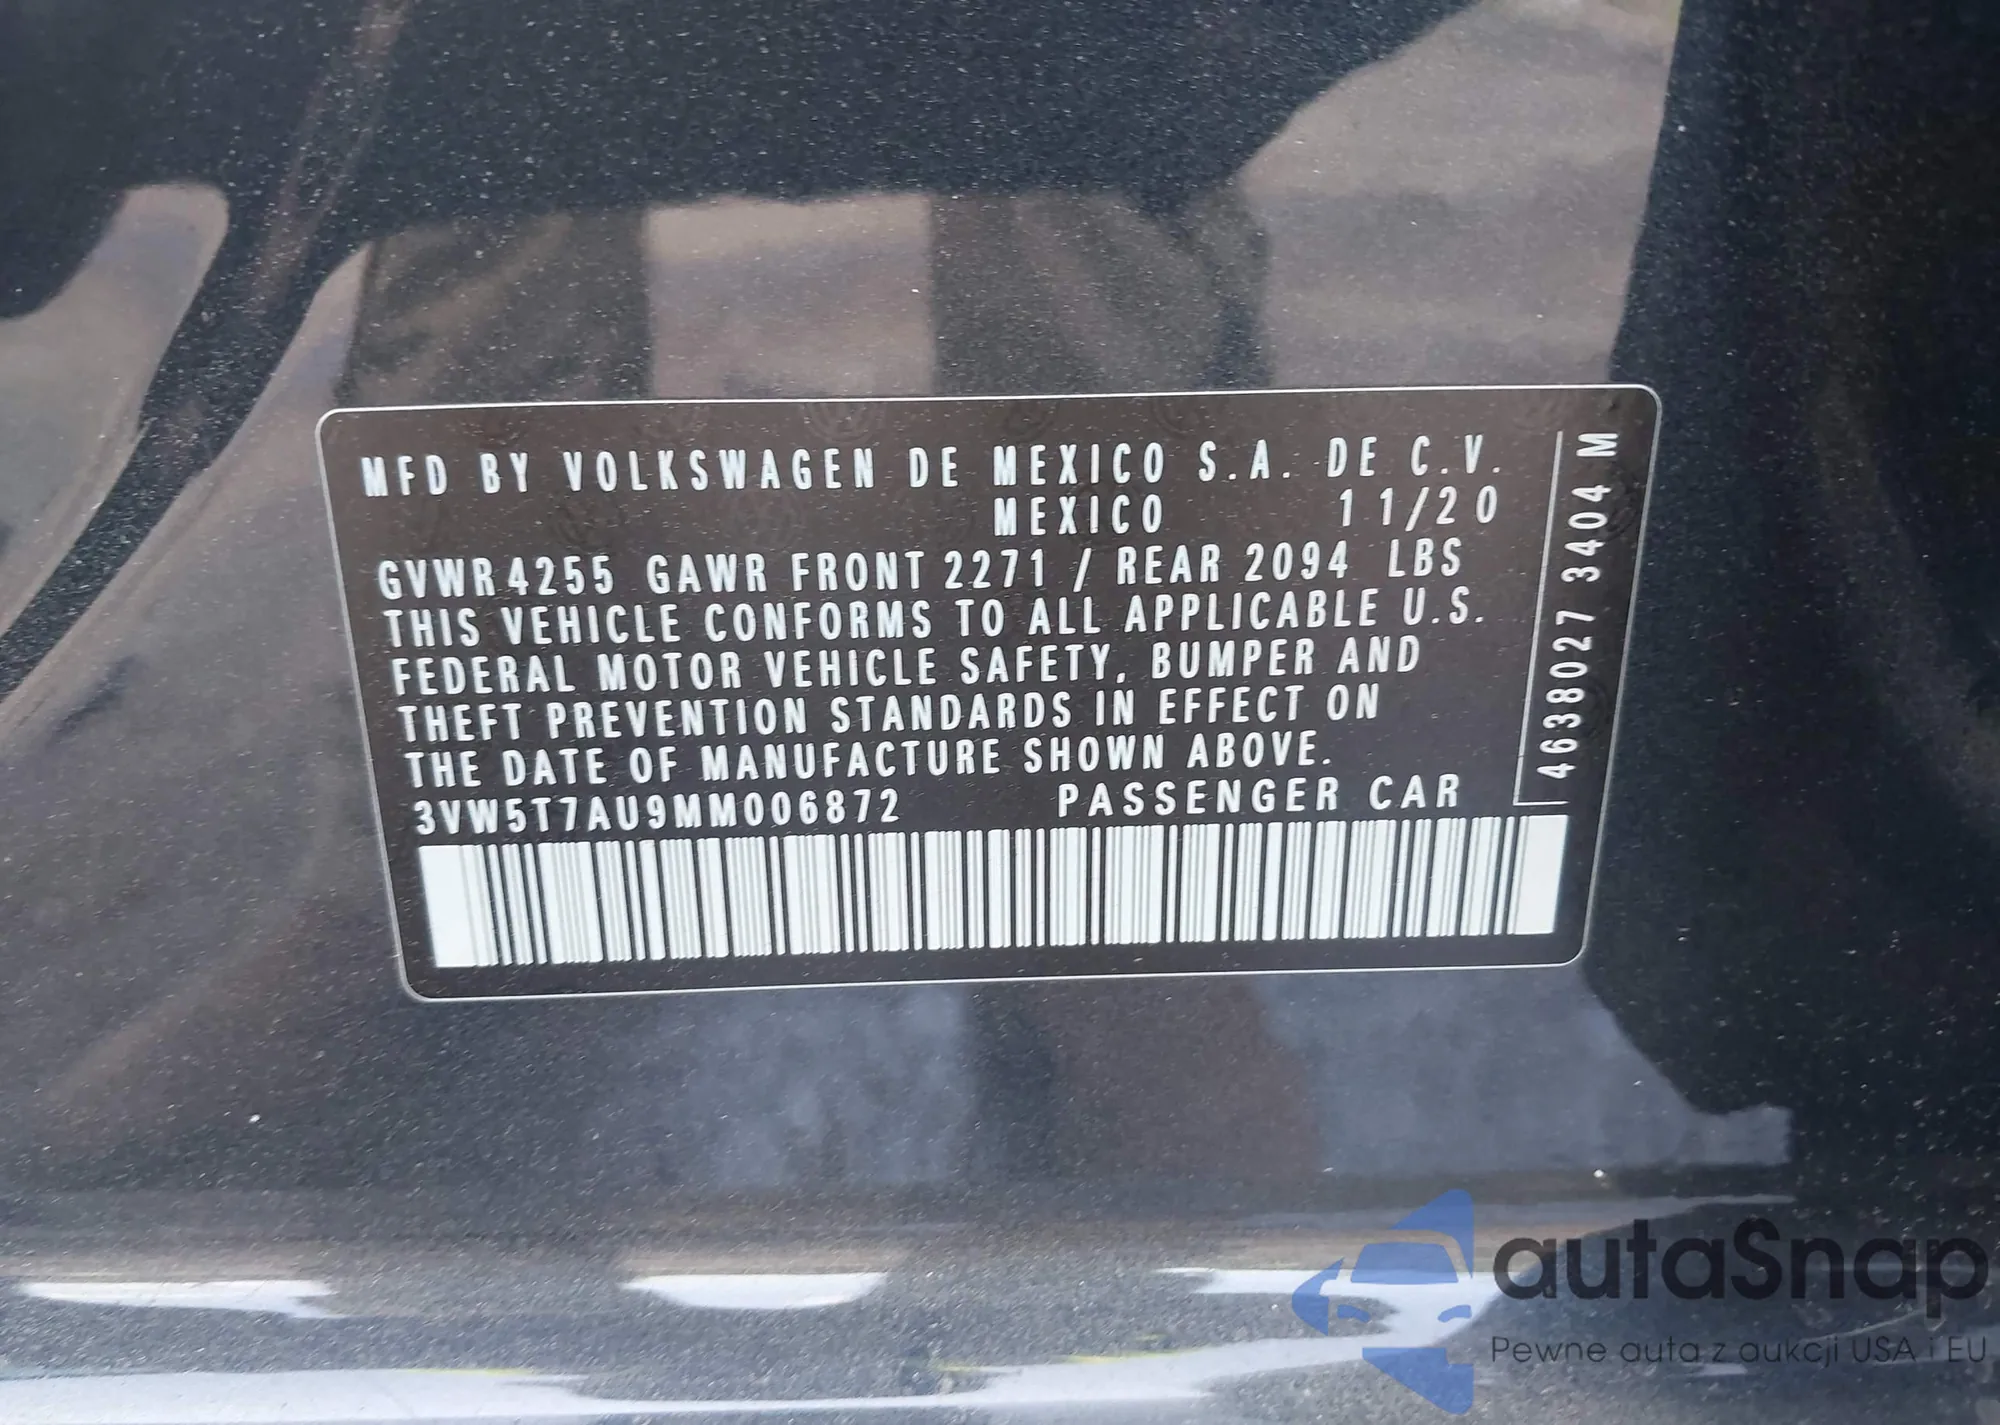 MFD BY VOLKSWAGEN DE MEXICO S.A. DE C.V.
MEXICO 11/20
GVWR 4255 GAWR FRONT 2271 / REAR 2094 LBS
THIS VEHICLE CONFORMS TO ALL APPLICABLE U.S.
FEDERAL MOTOR VEHICLE SAFETY, BUMPER AND
THEFT PREVENTION STANDARDS IN EFFECT ON
THE DATE OF MANUFACTURE SHOWN ABOVE.
3VW5T7AU9MM006872 PASSENGER CAR
4638027 3404 M
autaSnap
Pewne auta z aukcji USA i EU